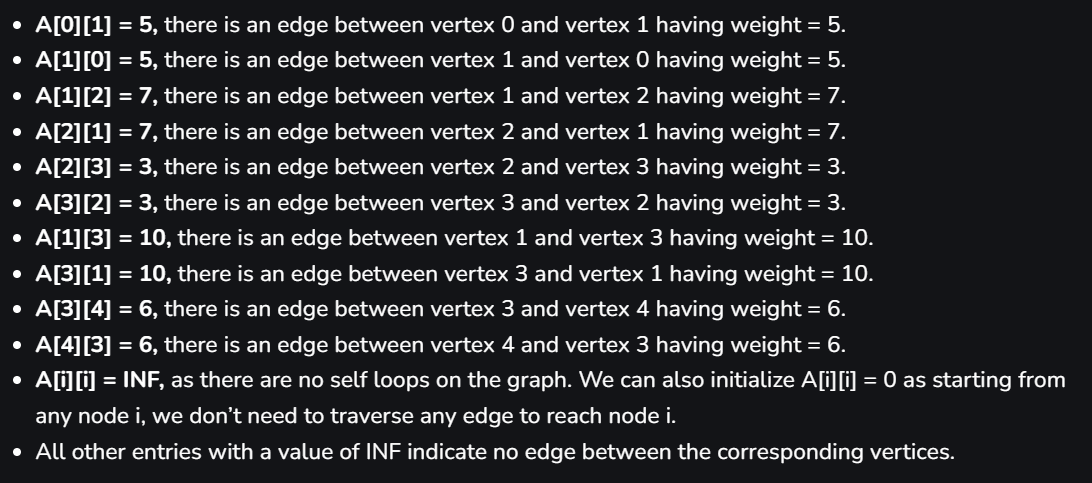 • A[0][1] = 5, there is an edge between vertex 0 and vertex 1 having weight = 5.
• A[1][0] = 5, there is an edge between vertex 1 and vertex 0 having weight = 5.
• A[1][2] = 7, there is an edge between vertex 1 and vertex 2 having weight = 7.
• A[2][1] = 7, there is an edge between vertex 2 and vertex 1 having weight = 7.
• A[2][3] = 3, there is an edge between vertex 2 and vertex 3 having weight = 3.
• A[3][2] = 3, there is an edge between vertex 3 and vertex 2 having weight = 3.
• A[1][3] = 10, there is an edge between vertex 1 and vertex 3 having weight = 10.
• A[3][1] = 10, there is an edge between vertex 3 and vertex 1 having weight = 10.
• A[3][4] = 6, there is an edge between vertex 3 and vertex 4 having weight = 6.
• A[4][3] = 6, there is an edge between vertex 4 and vertex 3 having weight = 6.
• A[i][i] = INF, as there are no self loops on the graph. We can also initialize A[i][i] = 0 as starting from
any node i, we don’t need to traverse any edge to reach node i.
• All other entries with a value of INF indicate no edge between the corresponding vertices.